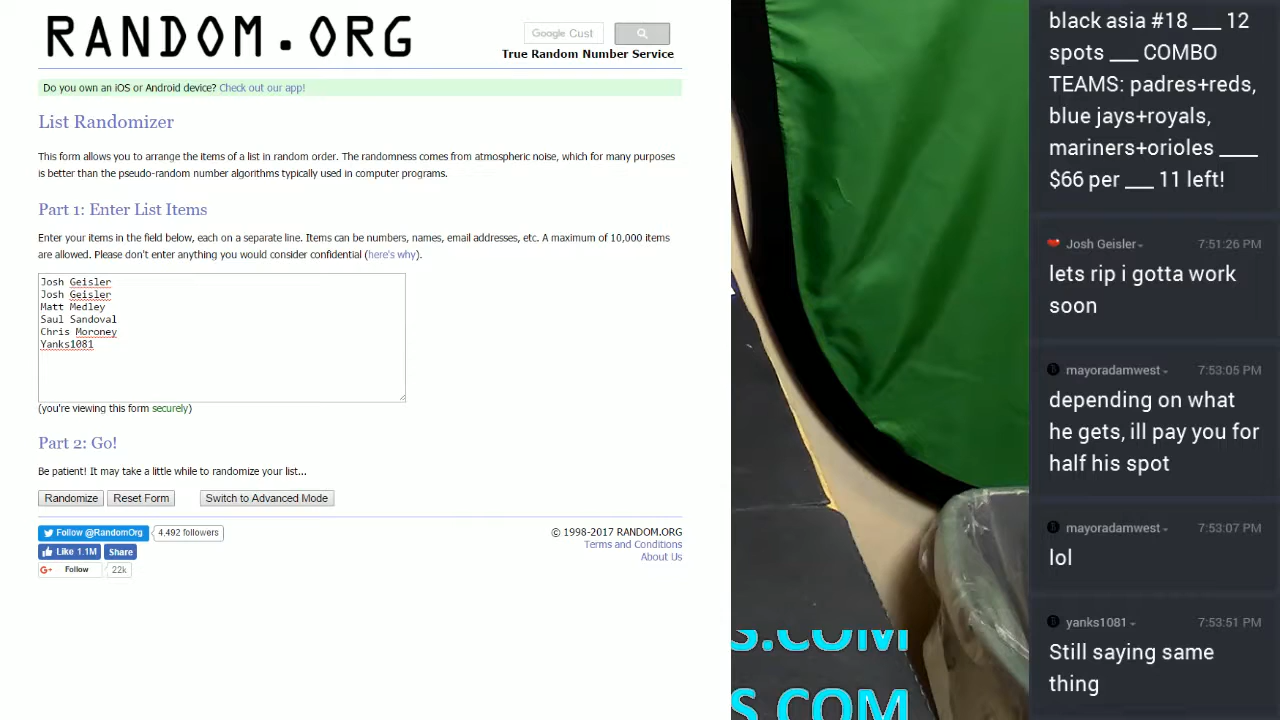 RANDOM.ORG
Google Cust
True Random Number Service
Do you own an iOS or Android device? Check out our app!
List Randomizer
This form allows you to arrange the items of a list in random order. The randomness comes from atmospheric noise, which for many purposes
is better than the pseudo-random number algorithms typically used in computer programs.
Part 1: Enter List Items
Enter your items in the field below, each on a separate line. Items can be numbers, names, email addresses, etc. A maximum of 10,000 items
are allowed. Please don't enter anything you would consider confidential (here's why).
Josh Geisler
Josh Geisler
Matt Medley
Saul Sandoval
Chris Moroney
Yanks1081
(you're viewing this form securely)
Part 2: Go!
Be patient! It may take a little while to randomize your list...
Randomize Reset Form Switch to Advanced Mode
Follow @RandomOrg 4,492 followers
Like 1.1M Share
G+ Follow 22k
© 1998-2017 RANDOM.ORG
Terms and Conditions
About Us
S.COM
S.COM
black asia #18 ___ 12
spots ___ COMBO
TEAMS: padres+reds,
blue jays+royals,
mariners+orioles ____
$66 per ___ 11 left!
Josh Geisler 7:51:26 PM
lets rip i gotta work
soon
mayoradamwest 7:53:05 PM
depending on what
he gets, ill pay you for
half his spot
mayoradamwest 7:53:07 PM
lol
yanks1081 7:53:51 PM
Still saying same
thing